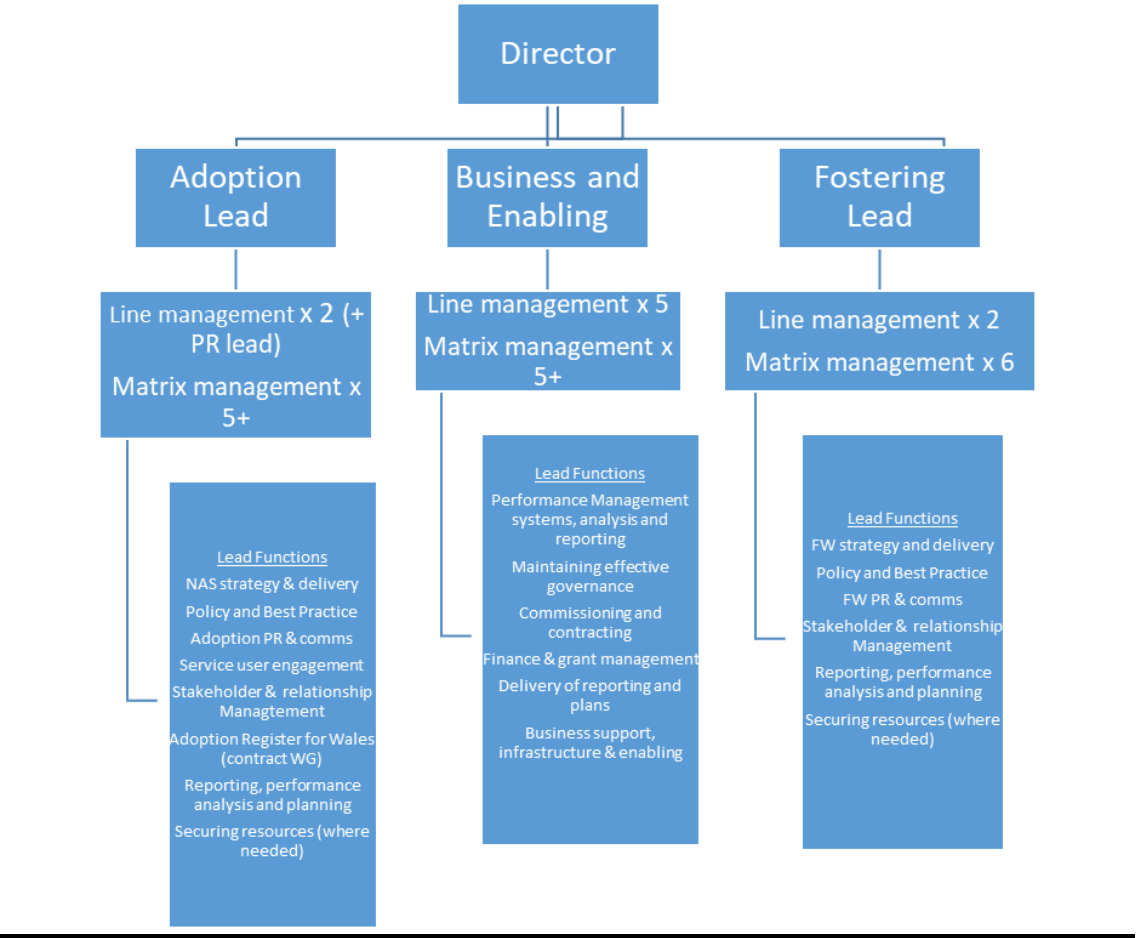 Director
Adoption
Lead
Business and
Enabling
Fostering
Lead
Line management x 2 (+
PR lead)
Matrix management x
5+
Line management x 5
Matrix management x
5+
Line management x 2
Matrix management x 6
Lead Functions
NAS strategy & delivery
Policy and Best Practice
Adoption PR & comms
Service user engagement
Stakeholder & relationship
Managtement
Adoption Register for Wales
(contract WG)
Reporting, performance
analysis and planning
Securing resources (where
needed)
Lead Functions
Performance Management
systems, analysis and
reporting
Maintaining effective
governance
Commissioning and
contracting
Finance & grant management
Delivery of reporting and
plans
Business support,
infrastructure & enabling
Lead Functions
FW strategy and delivery
Policy and Best Practice
FW PR & comms
Stakeholder & relationship
Management
Reporting, performance
analysis and planning
Securing resources (where
needed)